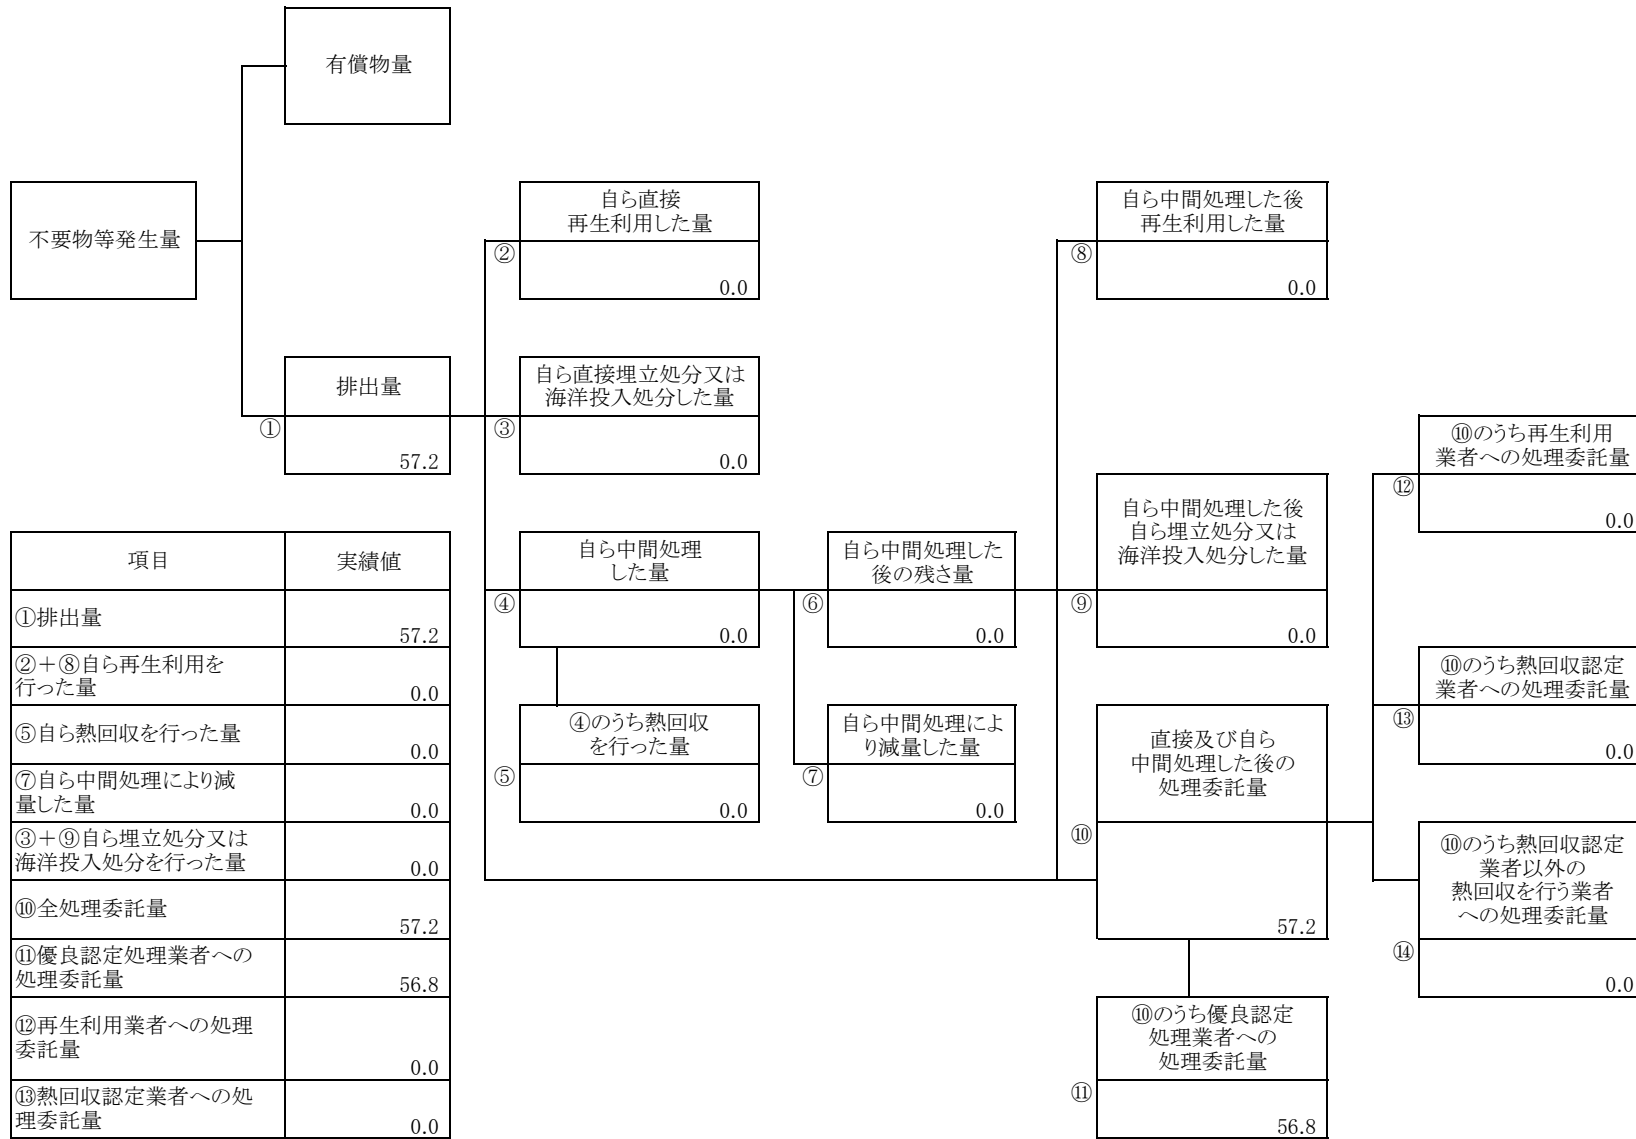 有償物量
不要物等発生量
排出量
①
57.2
自ら直接
再生利用した量
②
0.0
自ら直接埋立処分又は
海洋投入処分した量
③
0.0
自ら中間処理
した量
④
0.0
④のうち熱回収
を行った量
⑤
0.0
自ら中間処理した
後の残さ量
⑥
0.0
自ら中間処理によ
り減量した量
⑦
0.0
自ら中間処理した後
再生利用した量
⑧
0.0
自ら中間処理した後
自ら埋立処分又は
海洋投入処分した量
⑨
0.0
直接及び自ら
中間処理した後の
処理委託量
⑩
57.2
⑩のうち優良認定
処理業者への
処理委託量
⑪
56.8
⑩のうち再生利用
業者への処理委託量
⑫
0.0
⑩のうち熱回収認定
業者への処理委託量
⑬
0.0
⑩のうち熱回収認定
業者以外の
熱回収を行う業者
への処理委託量
⑭
0.0
項目 実績値
①排出量
57.2
②＋⑧自ら再生利用を
行った量
0.0
⑤自ら熱回収を行った量
0.0
⑦自ら中間処理により減
量した量
0.0
③＋⑨自ら埋立処分又は
海洋投入処分を行った量
0.0
⑩全処理委託量
57.2
⑪優良認定処理業者への
処理委託量
56.8
⑫再生利用業者への処理
委託量
0.0
⑬熱回収認定業者への処
理委託量
0.0